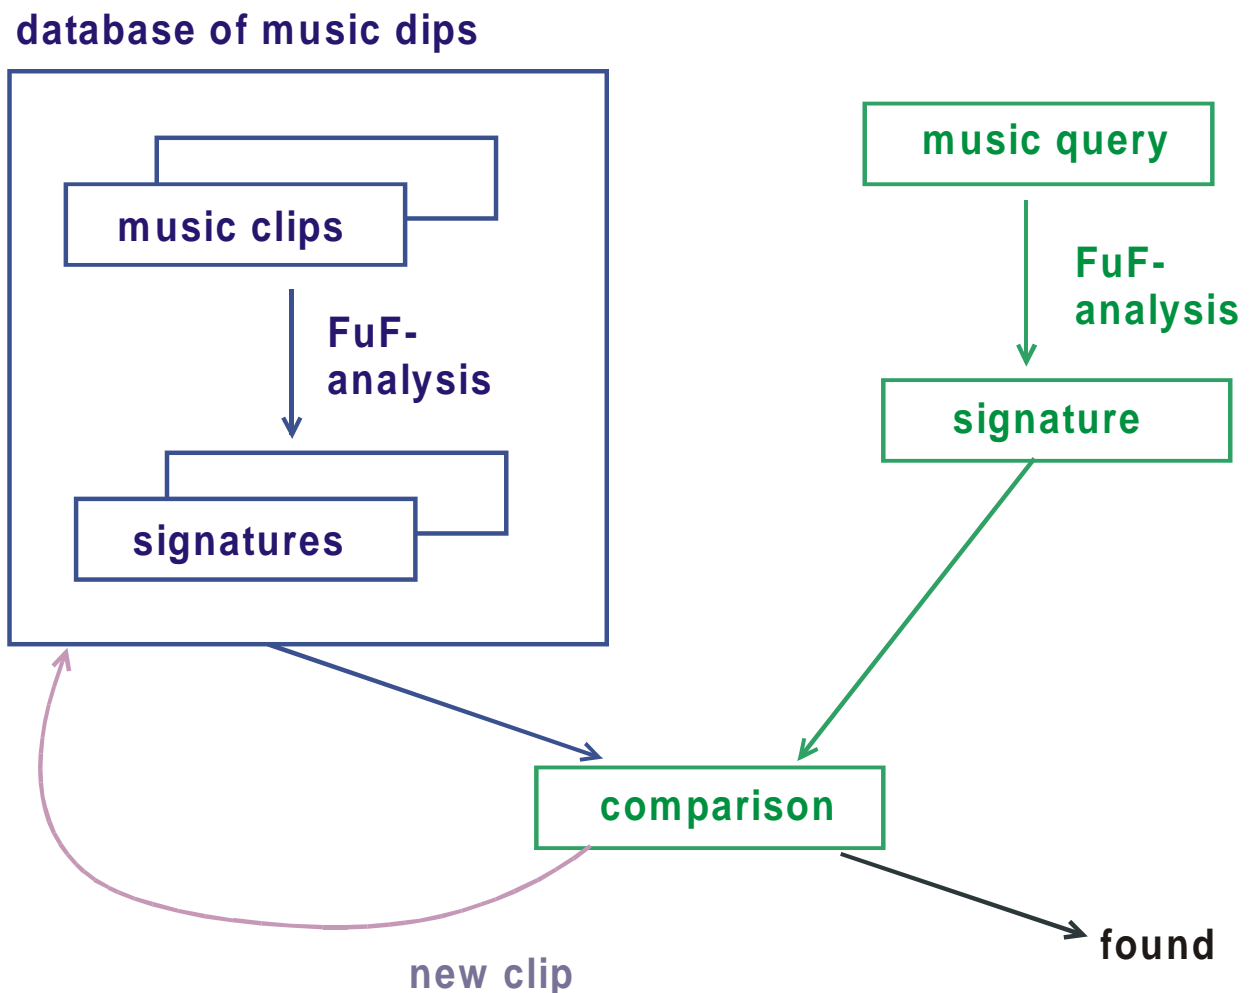 database of music dips
music query
music clips
FuF-
analysis
FuF-
analysis
signature
signatures
comparison
found
new clip